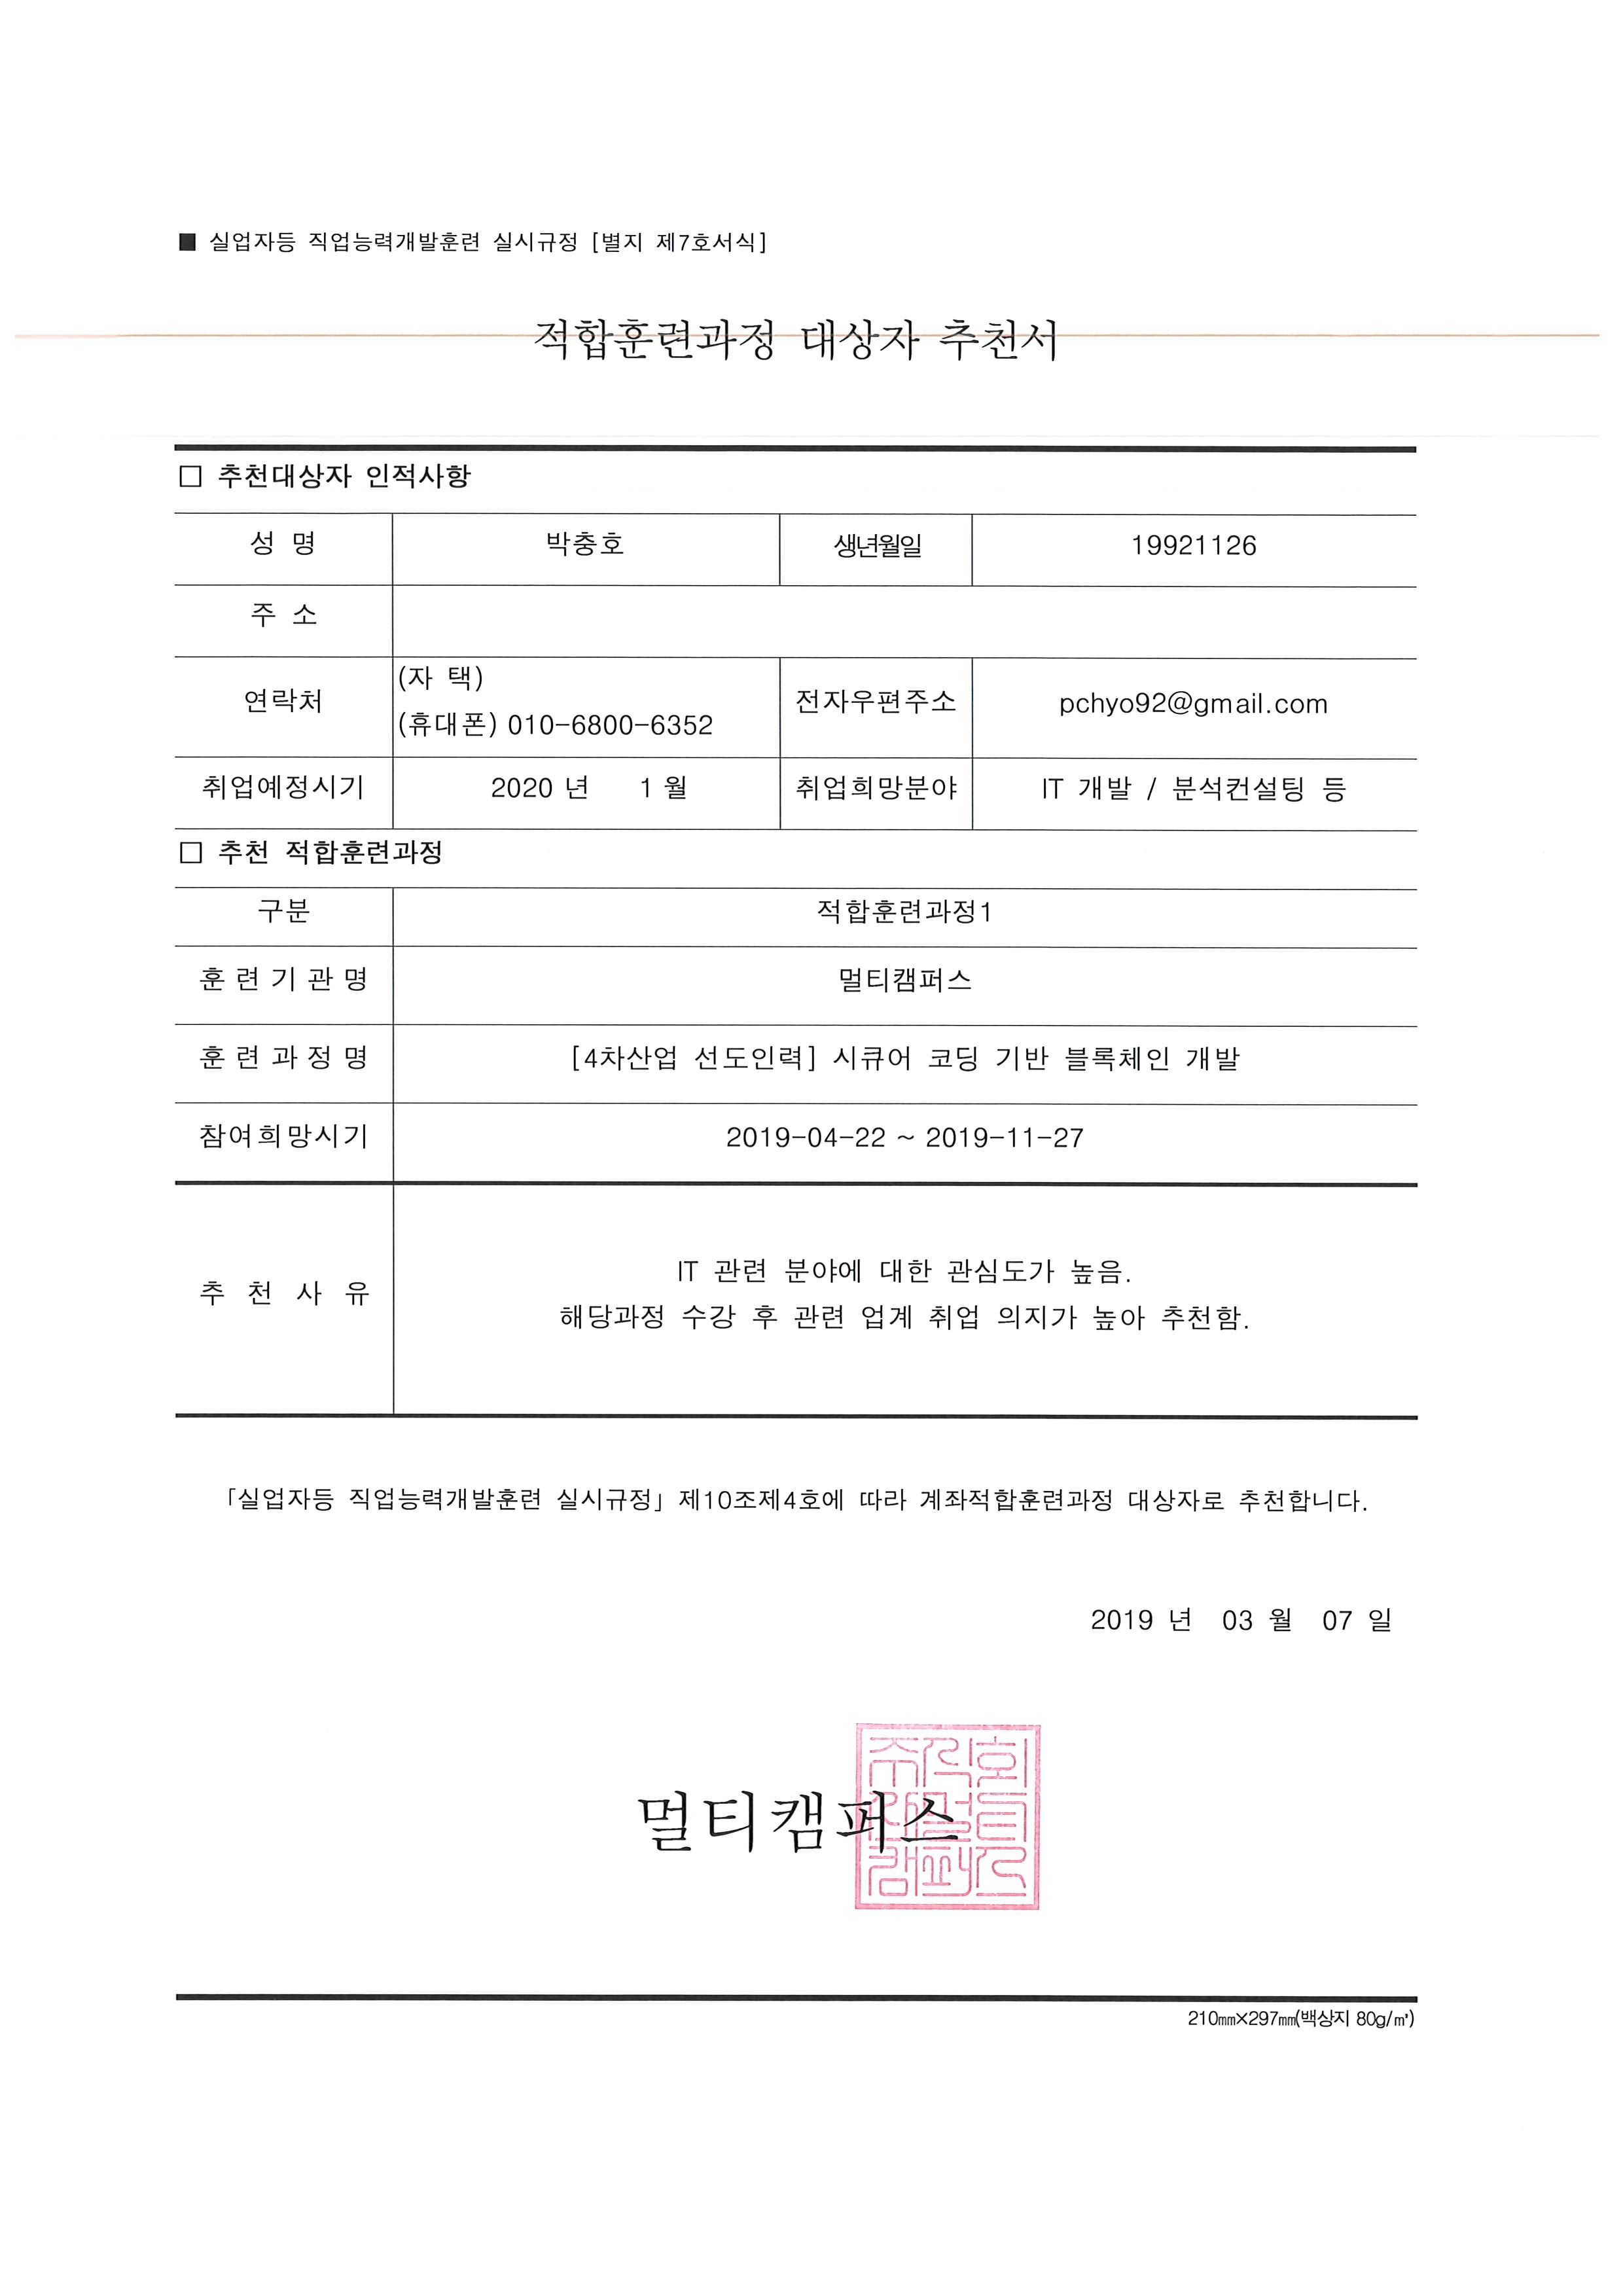 ■ 실업자등 직업능력개발훈련 실시규정 [별지 제7호서식]
적합훈련과정 대상자 추천서
□ 추천대상자 인적사항
성 명 박충호 생년월일 19921126
주 소
연락처 (자 택)
(휴대폰) 010-6800-6352 전자우편주소 pchyo92@gmail.com
취업예정시기 2020 년 1 월 취업희망분야 IT 개발 / 분석컨설팅 등
□ 추천 적합훈련과정
구분 적합훈련과정1
훈 련 기 관 명 멀티캠퍼스
훈 련 과 정 명 [4차산업 선도인력] 시큐어 코딩 기반 블록체인 개발
참여희망시기 2019-04-22 ~ 2019-11-27
추 천 사 유 IT 관련 분야에 대한 관심도가 높음.
해당과정 수강 후 관련 업계 취업 의지가 높아 추천함.
「실업자등 직업능력개발훈련 실시규정」 제10조제4호에 따라 계좌적합훈련과정 대상자로 추천합니다.
2019 년 03 월 07 일
멀티캠퍼스
210㎜×297㎜(백상지 80g/㎡)